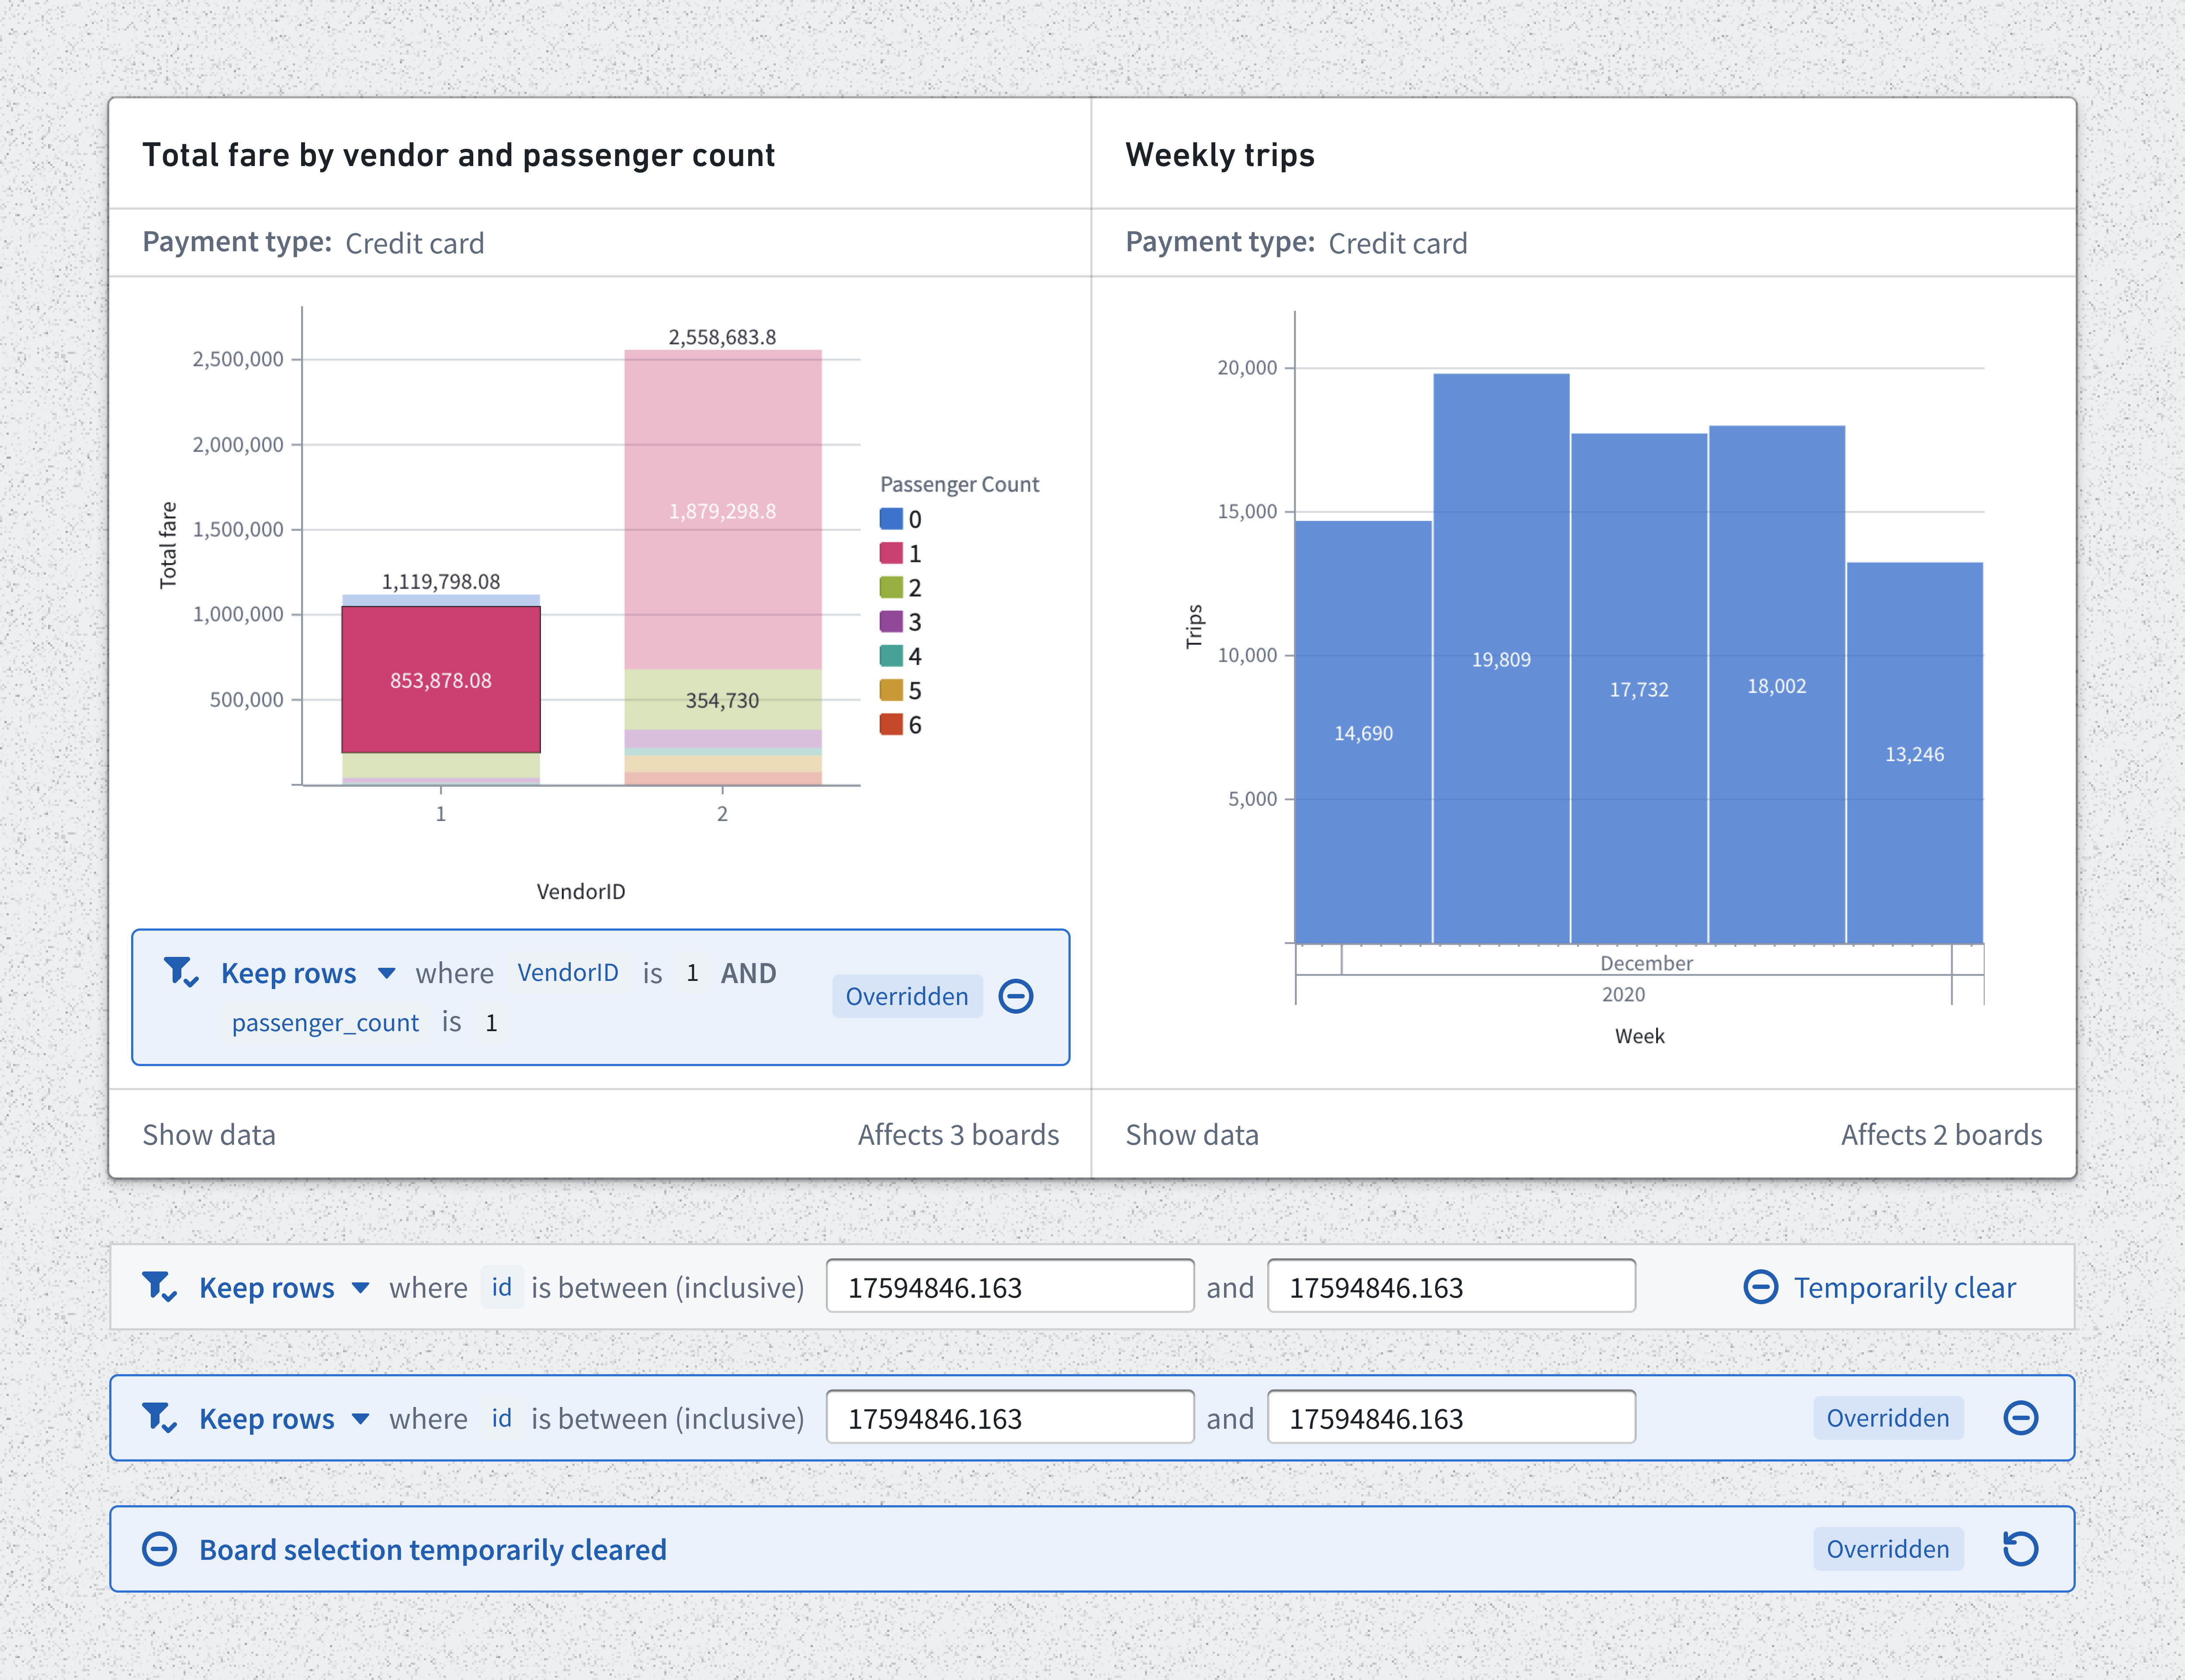 Total fare by vendor and passenger count
Payment type: Credit card
2,500,000
2,000,000
1,500,000
1,000,000
500,000
Total fare
2,558,683.8
1,879,298.8
354,730
1,119,798.08
853,878.08
1
2
VendorID
Passenger Count
0
1
2
3
4
5
6
Keep rows where VendorID is 1 AND
passenger_count is 1
Overridden
Show data
Affects 3 boards
Weekly trips
Payment type: Credit card
20,000
15,000
10,000
5,000
Trips
14,690
19,809
17,732
18,002
13,246
December
2020
Week
Show data
Affects 2 boards
Keep rows where id is between (inclusive) 17594846.163 and 17594846.163 Temporarily clear
Keep rows where id is between (inclusive) 17594846.163 and 17594846.163 Overridden
Board selection temporarily cleared Overridden